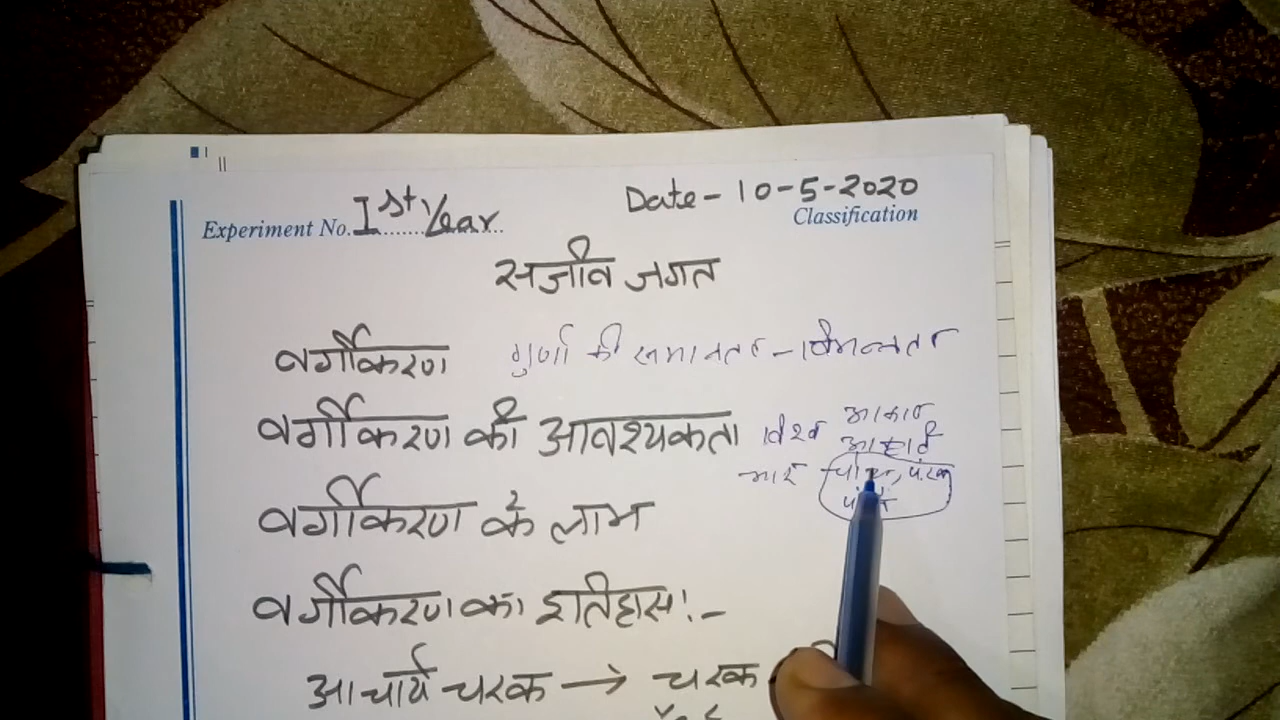 Date - 10-5-2020
Experiment No. Ist Year Classification
सजीव जगत
वर्गीकरण गुणों की समानता - विभिन्नता
वर्गीकरण की आवश्यकता विश्व आकार
वर्गीकरण के लाभ
वर्गीकरण का इतिहास :-
आचार्य चरक → चरक